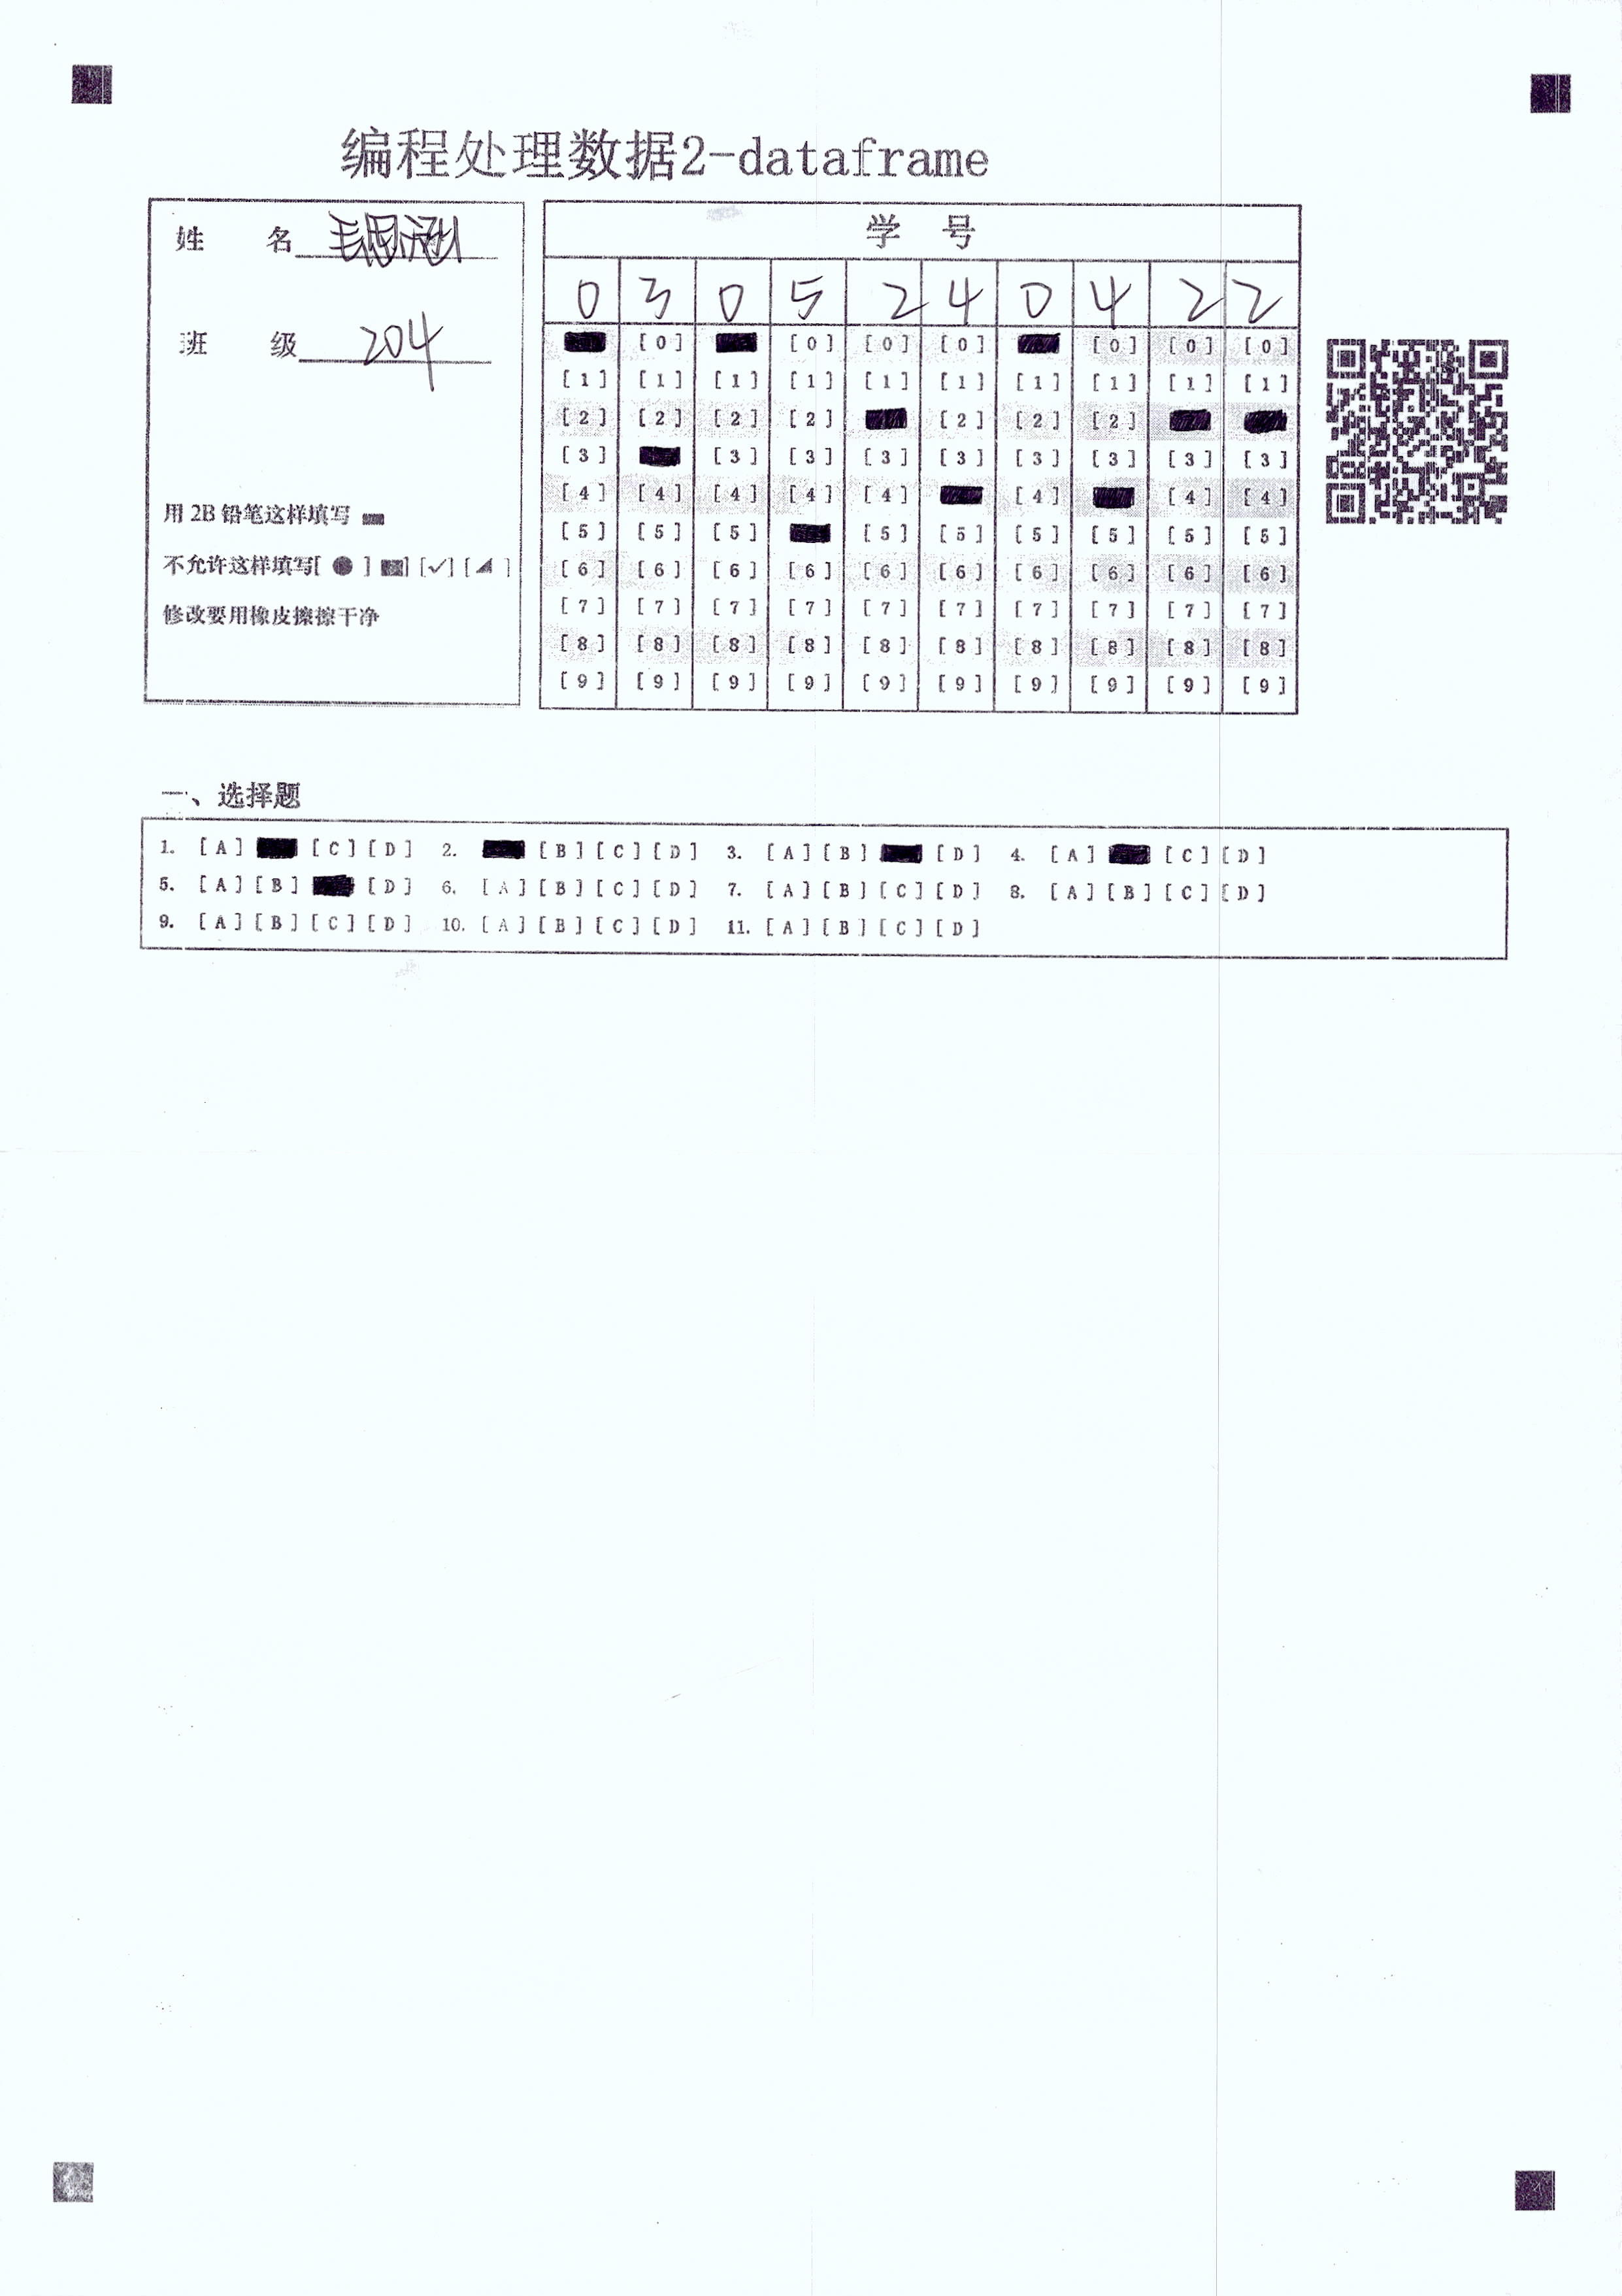 编程处理数据2-dataframe
姓 名
班 级 204
用 2B 铅笔这样填写
不允许这样填写[ ● ] [■] [✓] [◢ ]
修改要用橡皮擦擦干净
学 号
0 3 0 5 2 4 0 4 2 2
[0] [0] [0] [0] [0] [0] [0]
[1] [1] [1] [1] [1] [1] [1] [1] [1] [1]
[2] [2] [2] [2] [2] [2] [2]
[3] [3] [3] [3] [3] [3] [3] [3] [3]
[4] [4] [4] [4] [4] [4] [4] [4]
[5] [5] [5] [5] [5] [5] [5] [5] [5]
[6] [6] [6] [6] [6] [6] [6] [6] [6] [6]
[7] [7] [7] [7] [7] [7] [7] [7] [7] [7]
[8] [8] [8] [8] [8] [8] [8] [8] [8] [8]
[9] [9] [9] [9] [9] [9] [9] [9] [9] [9]
一、选择题
1. [A] [C] [D] 2. [B] [C] [D] 3. [A] [B] [D] 4. [A] [C] [D]
5. [A] [B] [D] 6. [A] [B] [C] [D] 7. [A] [B] [C] [D] 8. [A] [B] [C] [D]
9. [A] [B] [C] [D] 10. [A] [B] [C] [D] 11. [A] [B] [C] [D]